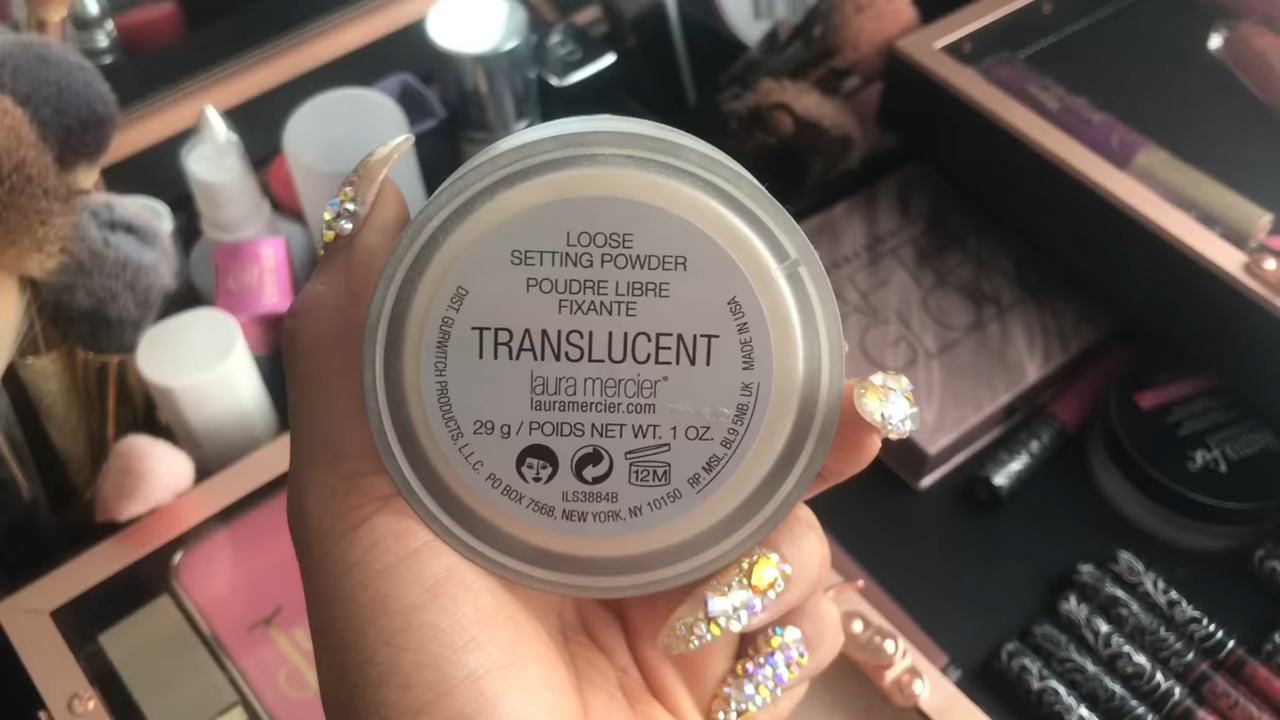 LOOSE
SETTING POWDER
POUDRE LIBRE
FIXANTE
TRANSLUCENT
laura mercier®
lauramercier.com
29 g / POIDS NET WT. 1 OZ.
12M
ILS3884B
DIST. GURWITCH PRODUCTS, L.L.C. PO BOX 7568, NEW YORK, NY 10150 RP. MSL, BL9 5NB. UK MADE IN USA